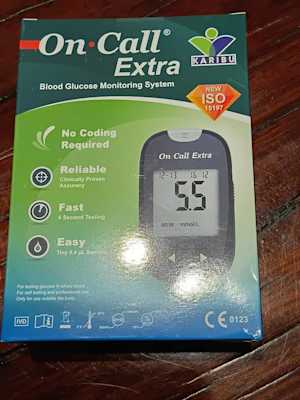 On·Call®
Extra
KARIBU
Blood Glucose Monitoring System
NEW
ISO
15197
No Coding
Required
On Call Extra
Reliable
Clinically Proven
Accuracy
5.5
Fast
4 Second Testing
Easy
Tiny 0.4 µL Sample
For testing glucose in whole blood.
For self-testing and professional use.
Only for use outside the body.
IVD
CE 0123